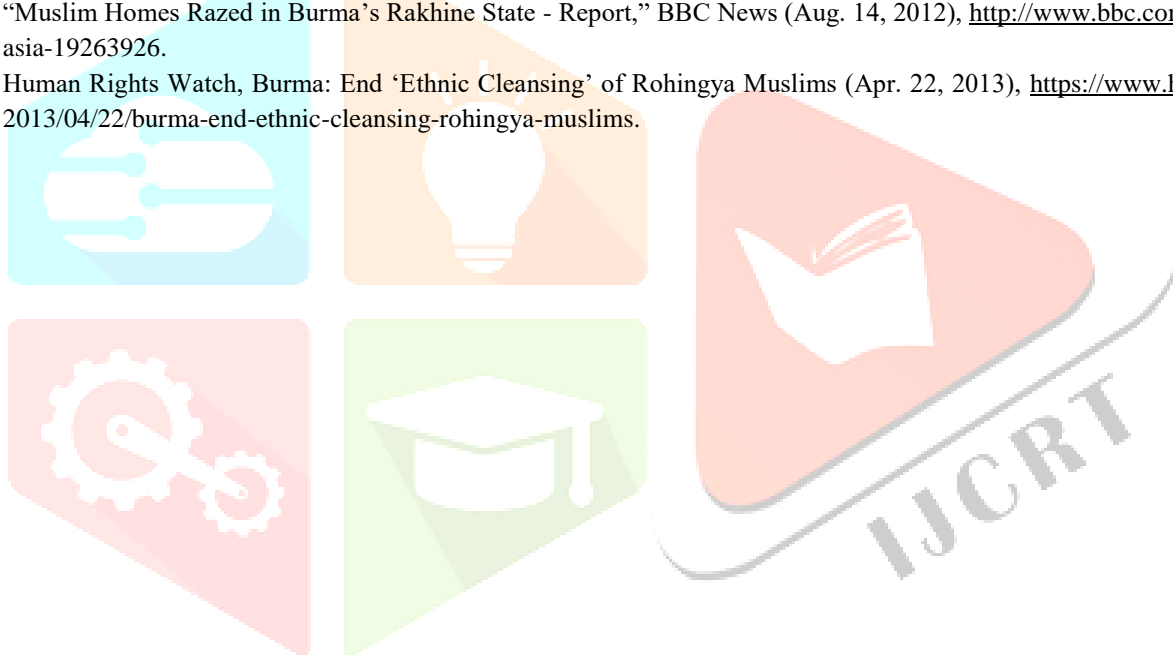 “Muslim Homes Razed in Burma’s Rakhine State - Report,” BBC News (Aug. 14, 2012), http://www.bbc.co
asia-19263926.
Human Rights Watch, Burma: End ‘Ethnic Cleansing’ of Rohingya Muslims (Apr. 22, 2013), https://www.
2013/04/22/burma-end-ethnic-cleansing-rohingya-muslims.
IJCRT